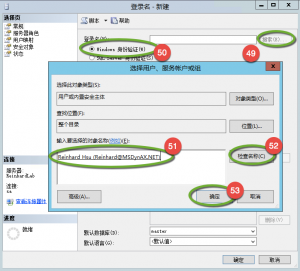 登录名 - 新建
选择页
常规
服务器角色
用户映射
安全对象
状态
脚本
帮助
登录名(N):
搜索(E)...
Windows 身份验证(W)
50
49
选择用户、服务帐户或组
选择此对象类型(S):
用户或内置安全主体
对象类型(O)...
查找位置(F):
整个目录
位置(L)...
输入要选择的对象名称(例如)(E):
51
52
Reinhard Hsu (Reinhard@MSDynAX.NET)
检查名称(C)
高级(A)...
53
确定
取消
连接
服务器:
连接:
sa
查看连接属性
进度
就绪
默认数据库(D):
master
默认语言(G):
<默认值>
删除(V)
确定
取消